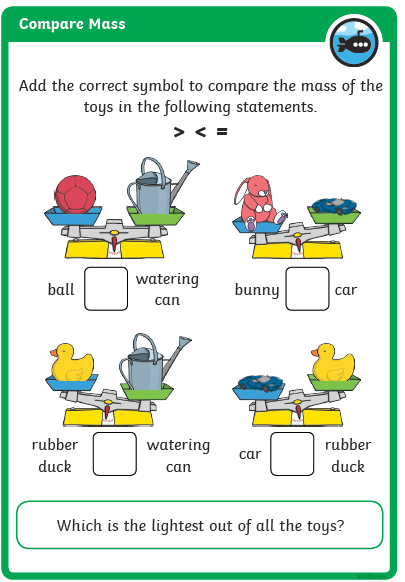 Compare Mass
Add the correct symbol to compare the mass of the
toys in the following statements.
> < =
ball
watering
can
bunny
car
rubber
duck
watering
can
car
rubber
duck
Which is the lightest out of all the toys?